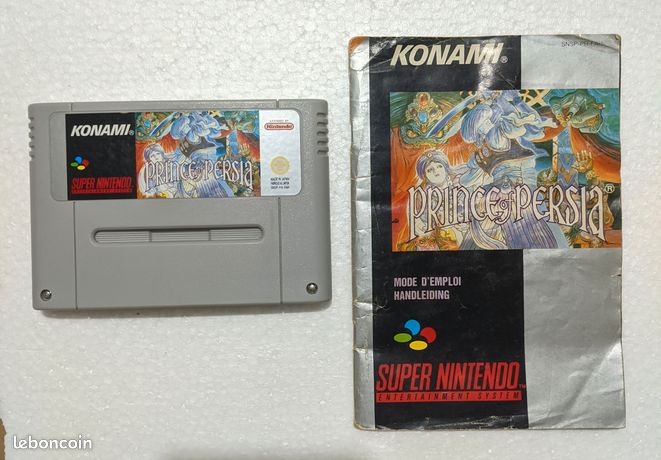 KONAMI®
LICENSED BY
Nintendo
PRINCE OF PERSIA
SUPER NINTENDO
ENTERTAINMENT SYSTEM
MADE IN JAPAN
KONAMI®
PRINCE OF PERSIA®
MODE D'EMPLOI
HANDLEIDING
SUPER NINTENDO™
ENTERTAINMENT SYSTEM
leboncoin